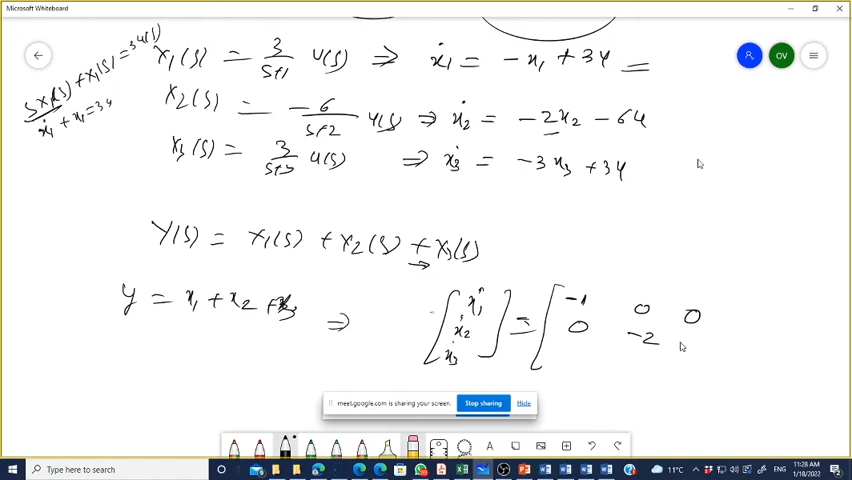 Microsoft Whiteboard
OV
SX1(S) + X1(S) = 3U(S)
ẋ1 + x1 = 3u
X1(S) = 3/(S+1) U(S) ⇒ ẋ1 = -x1 + 3u
X2(S) = -6/(S+2) U(S) ⇒ ẋ2 = -2x2 - 6u
X3(S) = 3/(S+3) U(S) ⇒ ẋ3 = -3x3 + 3u
Y(S) = X1(S) + X2(S) + X3(S)
y = x1 + x2 + x3 ⇒
ẋ1 -1 0 0
ẋ2 = 0 -2
ẋ3
meet.google.com is sharing your screen. Stop sharing Hide
A
Type here to search
11°C
ENG
11:28 AM
1/18/2022